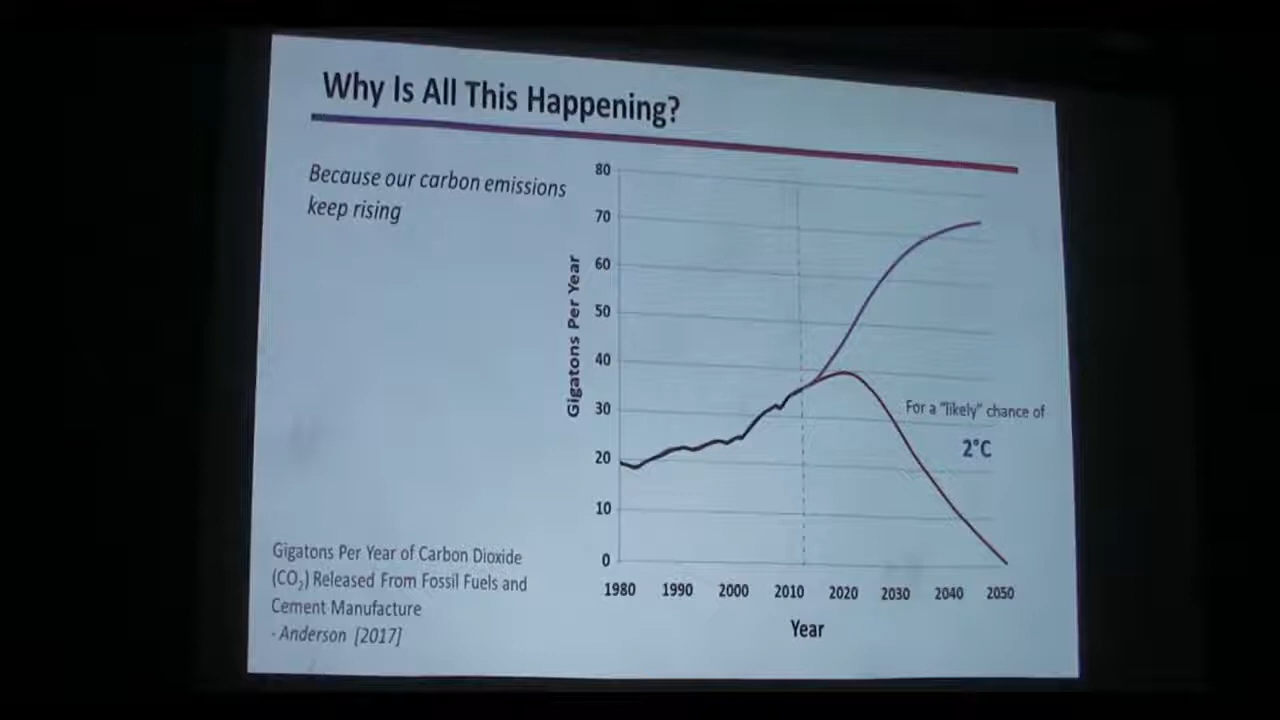 Why Is All This Happening?
Because our carbon emissions
keep rising
80
70
60
50
40
30
20
10
0
Gigatons Per Year
1980 1990 2000 2010 2020 2030 2040 2050
Year
For a "likely" chance of
2°C
Gigatons Per Year of Carbon Dioxide
(CO₂) Released From Fossil Fuels and
Cement Manufacture
- Anderson [2017]